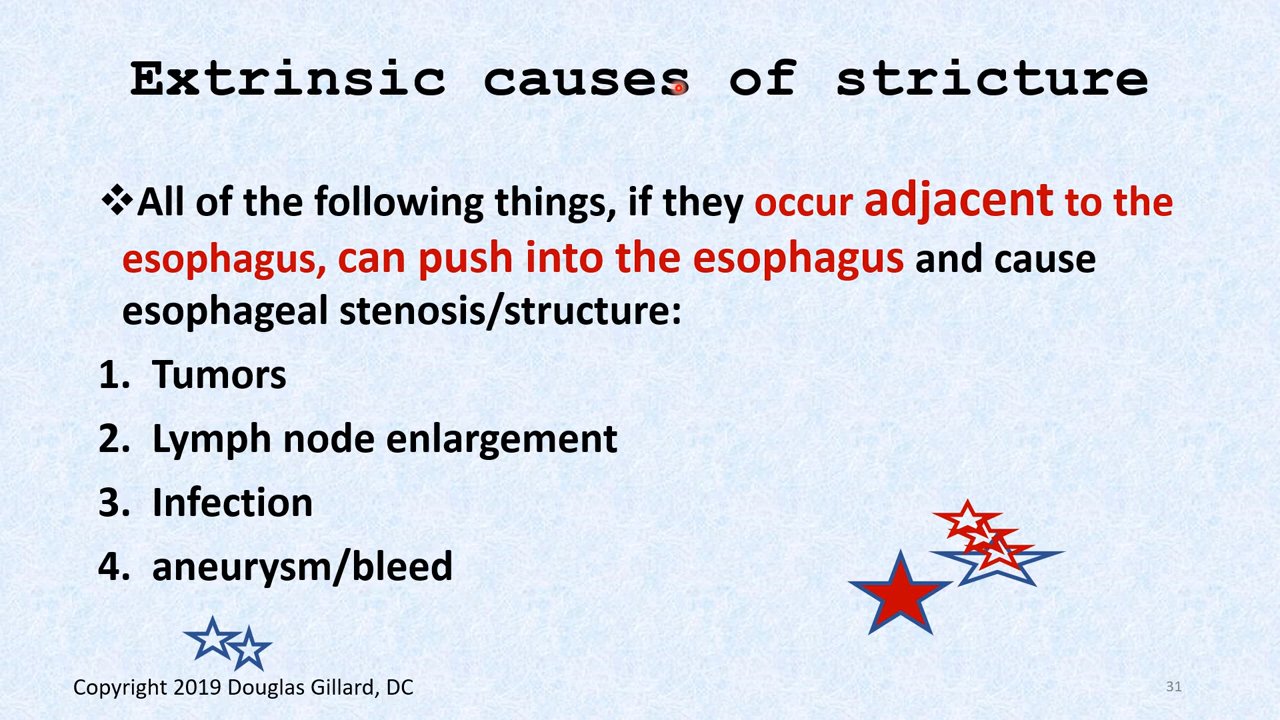 Extrinsic causes of stricture
❖All of the following things, if they occur adjacent to the
esophagus, can push into the esophagus and cause
esophageal stenosis/structure:
1. Tumors
2. Lymph node enlargement
3. Infection
4. aneurysm/bleed
Copyright 2019 Douglas Gillard, DC
31